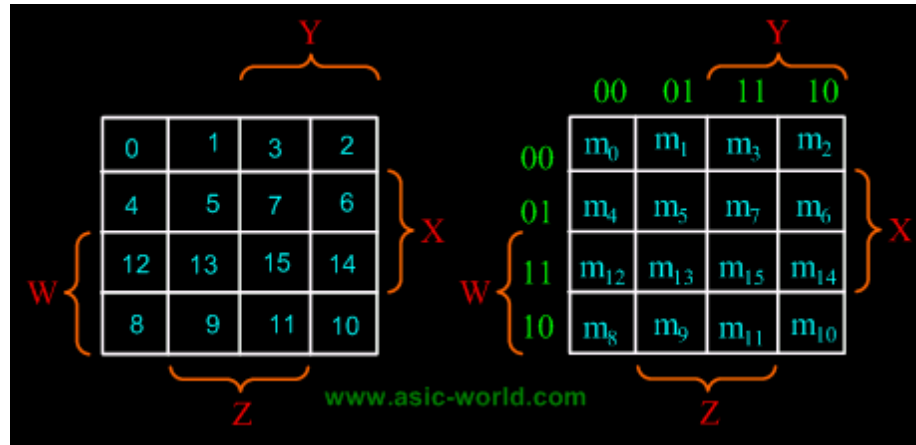 Y Y
00 01 11 10
0 1 3 2 00 m₀ m₁ m₃ m₂
4 5 7 6 X 01 m₄ m₅ m₇ m₆ X
W 12 13 15 14 W 11 m₁₂ m₁₃ m₁₅ m₁₄
8 9 11 10 10 m₈ m₉ m₁₁ m₁₀
Z www.asic-world.com Z